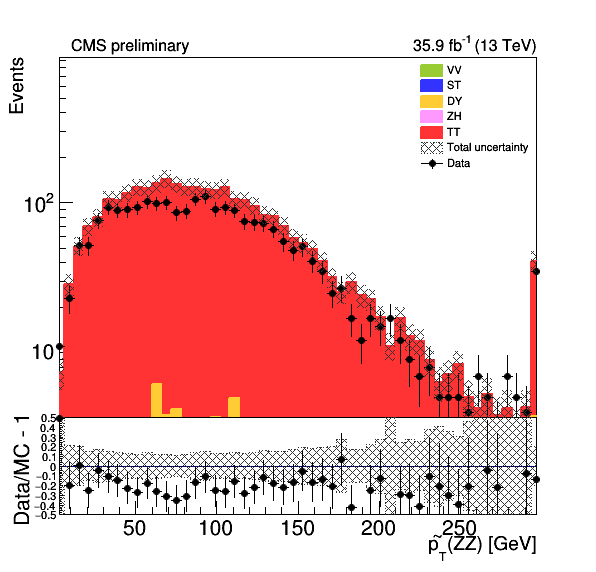 CMS preliminary 35.9 fb⁻¹ (13 TeV)
Events
VV
ST
DY
ZH
TT
Total uncertainty
Data
10²
10
Data/MC - 1
0.5
0.4
0.3
0.2
0.1
0
−0.1
−0.2
−0.3
−0.4
−0.5
50 100 150 200 250
p̃_T(ZZ) [GeV]